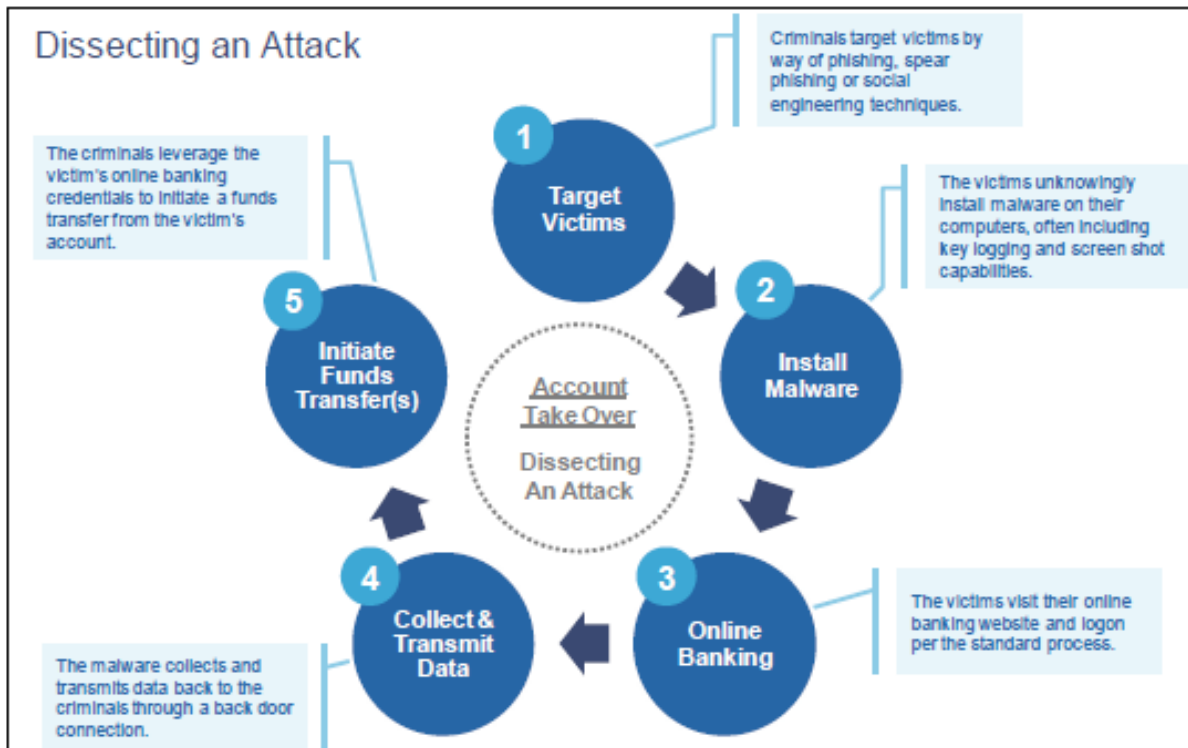 Dissecting an Attack
Criminals target victims by
way of phishing, spear
phishing or social
engineering techniques.
1
Target
Victims
The victims unknowingly
install malware on their
computers, often including
key logging and screen shot
capabilities.
2
Install
Malware
The victims visit their online
banking website and logon
per the standard process.
3
Online
Banking
The malware collects and
transmits data back to the
criminals through a back door
connection.
4
Collect &
Transmit
Data
The criminals leverage the
victim's online banking
credentials to initiate a funds
transfer from the victim's
account.
5
Initiate
Funds
Transfer(s)
Account
Take Over
Dissecting
An Attack